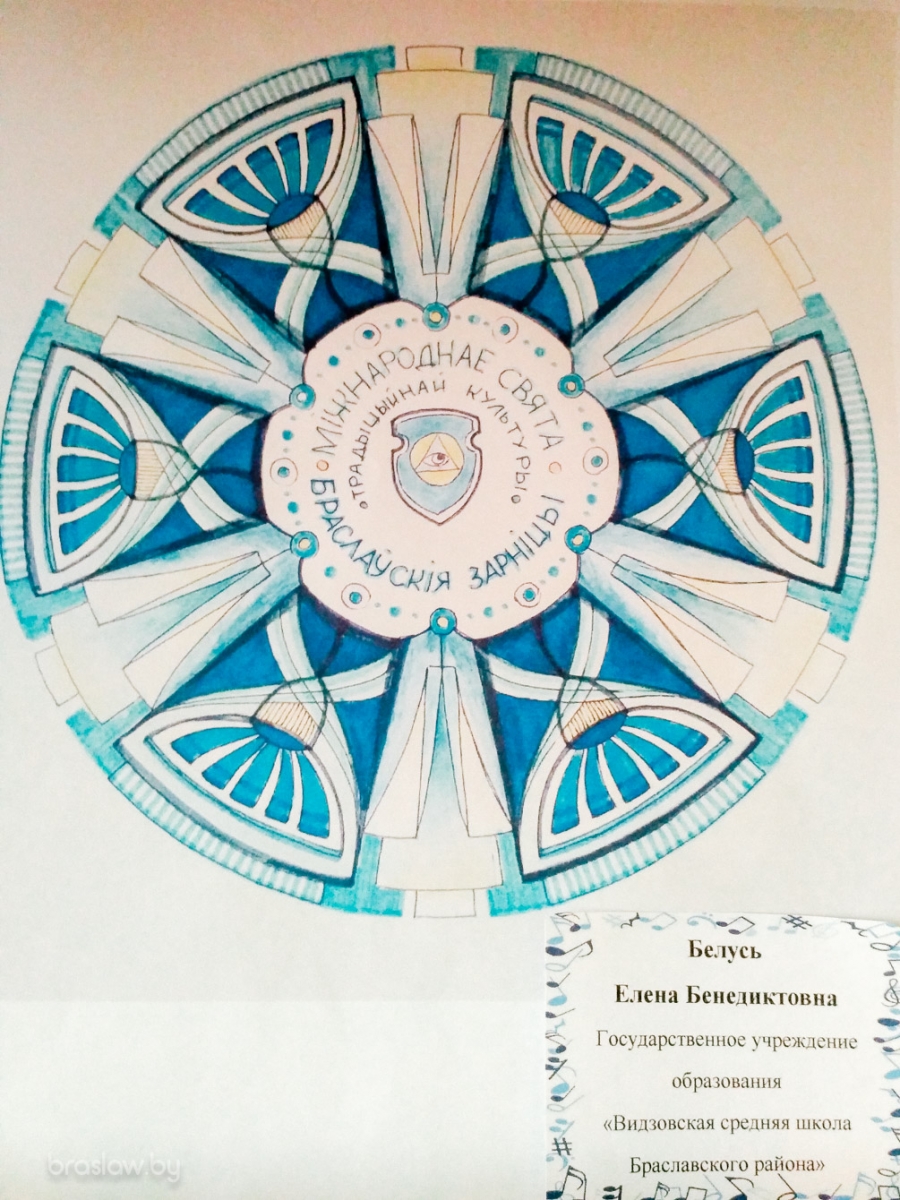 МІЖНАРОДНАЕ СВЯТА
ТРАДЫЦЫЙНАЙ КУЛЬТУРЫ
БРАСЛАЎСКІЯ ЗАРНІЦЫ
Белусь
Елена Бенедиктовна
Государственное учреждение
образования
«Видзовская средняя школа
Браславского района»
braslaw.by